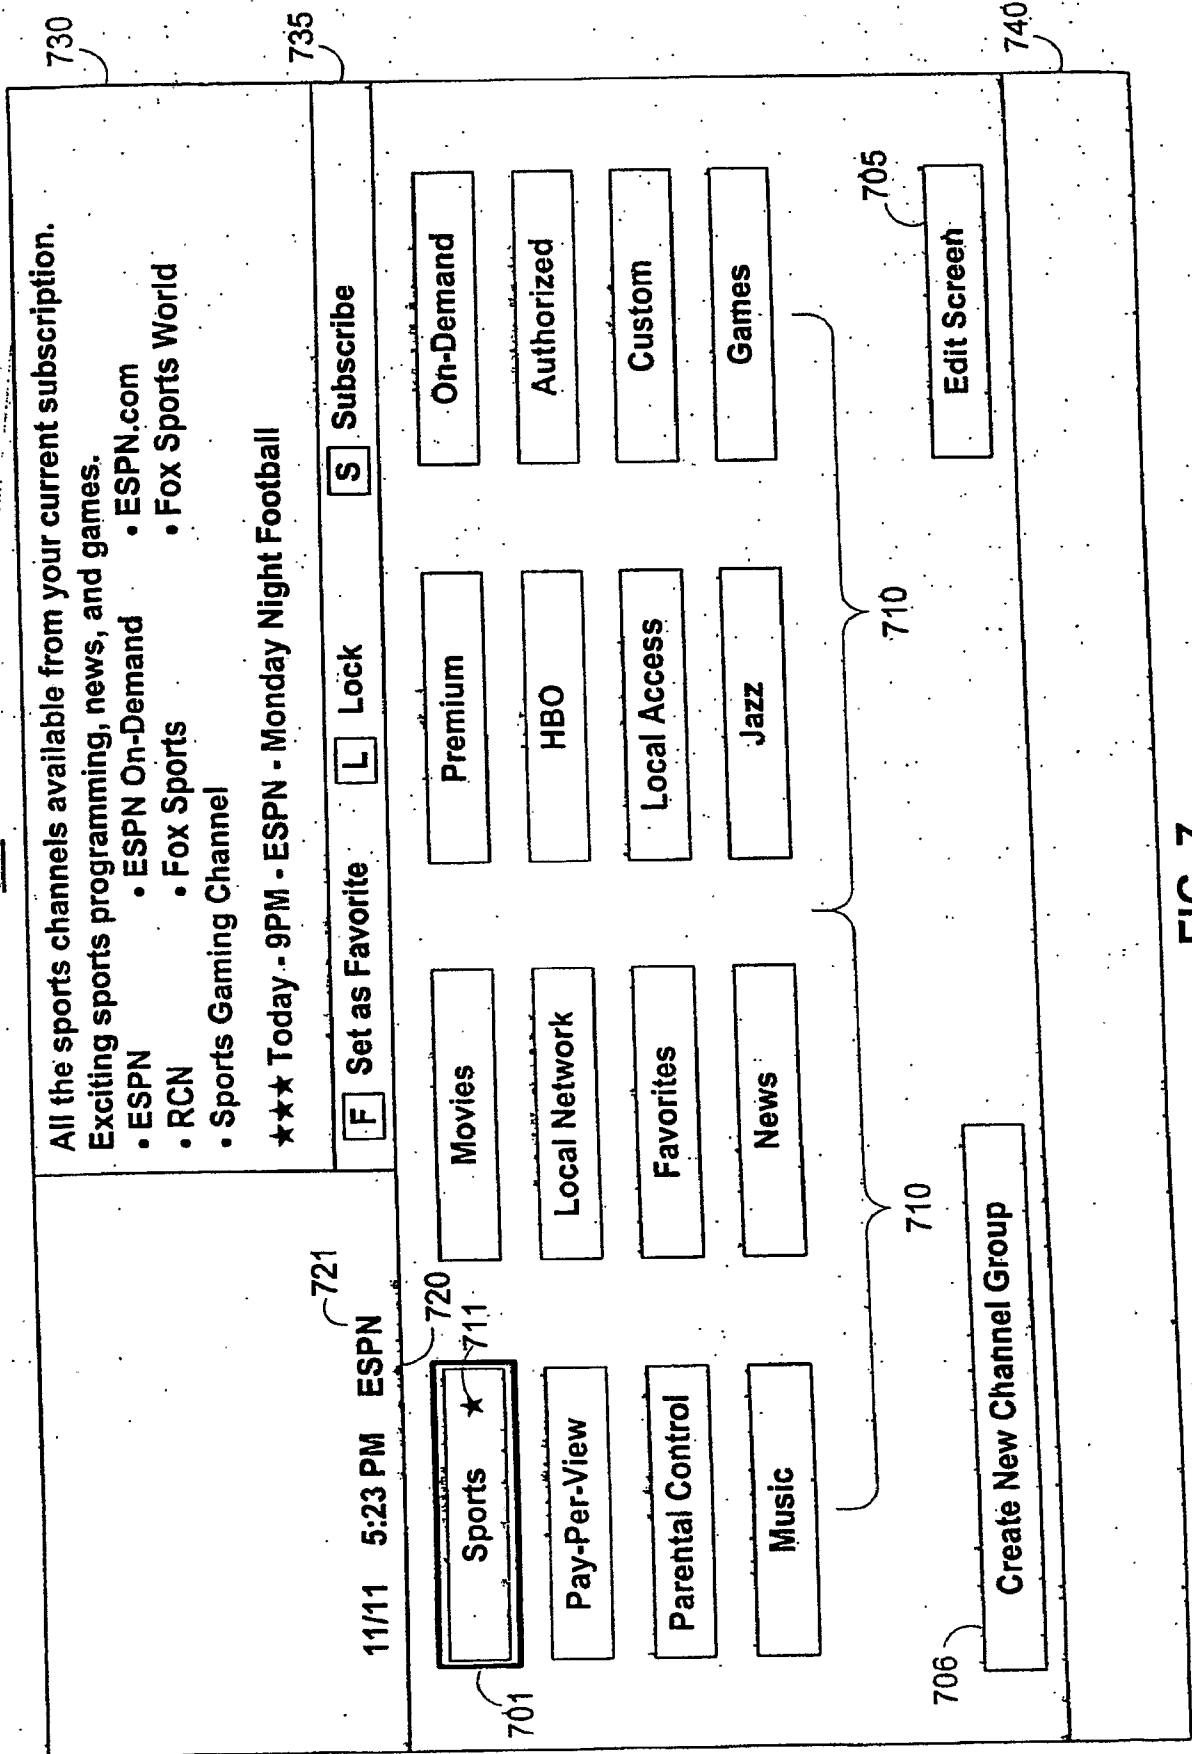 730
All the sports channels available from your current subscription.
Exciting sports programming, news, and games.
• ESPN • ESPN On-Demand • ESPN.com
• RCN • Fox Sports • Fox Sports World
• Sports Gaming Channel
★★★ Today - 9PM - ESPN - Monday Night Football
735
721
11/11 5:23 PM ESPN
F Set as Favorite L Lock S Subscribe
720
701
Sports ★ 711
Movies
Premium
On-Demand
Pay-Per-View
Local Network
HBO
Authorized
Parental Control
Favorites
Local Access
Custom
Music
News
Jazz
Games
710
710
706
Create New Channel Group
705
Edit Screen
740